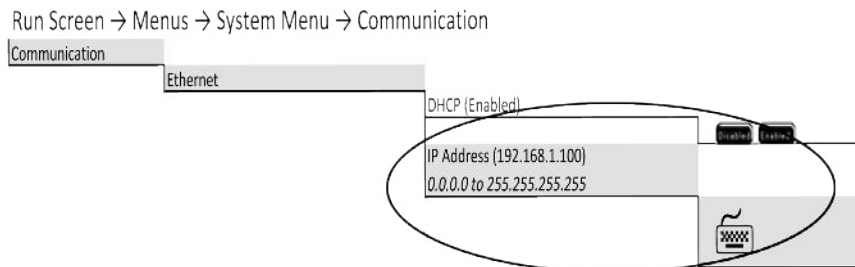 Run Screen → Menus → System Menu → Communication
Communication
Ethernet
DHCP (Enabled)
Disabled Enabled
IP Address (192.168.1.100)
0.0.0.0 to 255.255.255.255